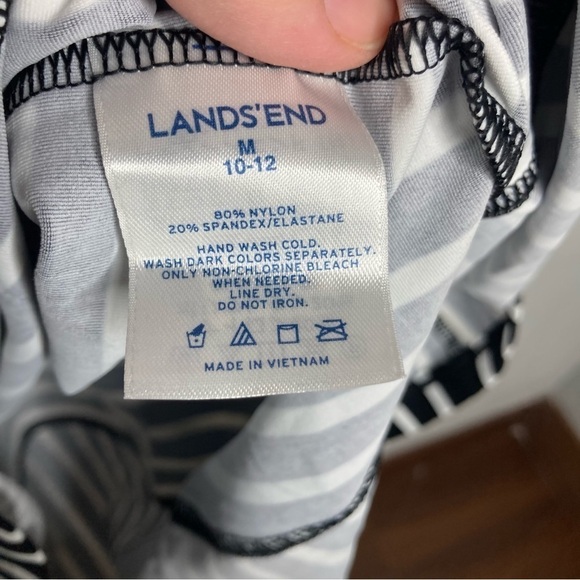 LANDS'END
M
10-12
80% NYLON
20% SPANDEX/ELASTANE
HAND WASH COLD.
WASH DARK COLORS SEPARATELY.
ONLY NON-CHLORINE BLEACH
WHEN NEEDED.
LINE DRY.
DO NOT IRON.
MADE IN VIETNAM